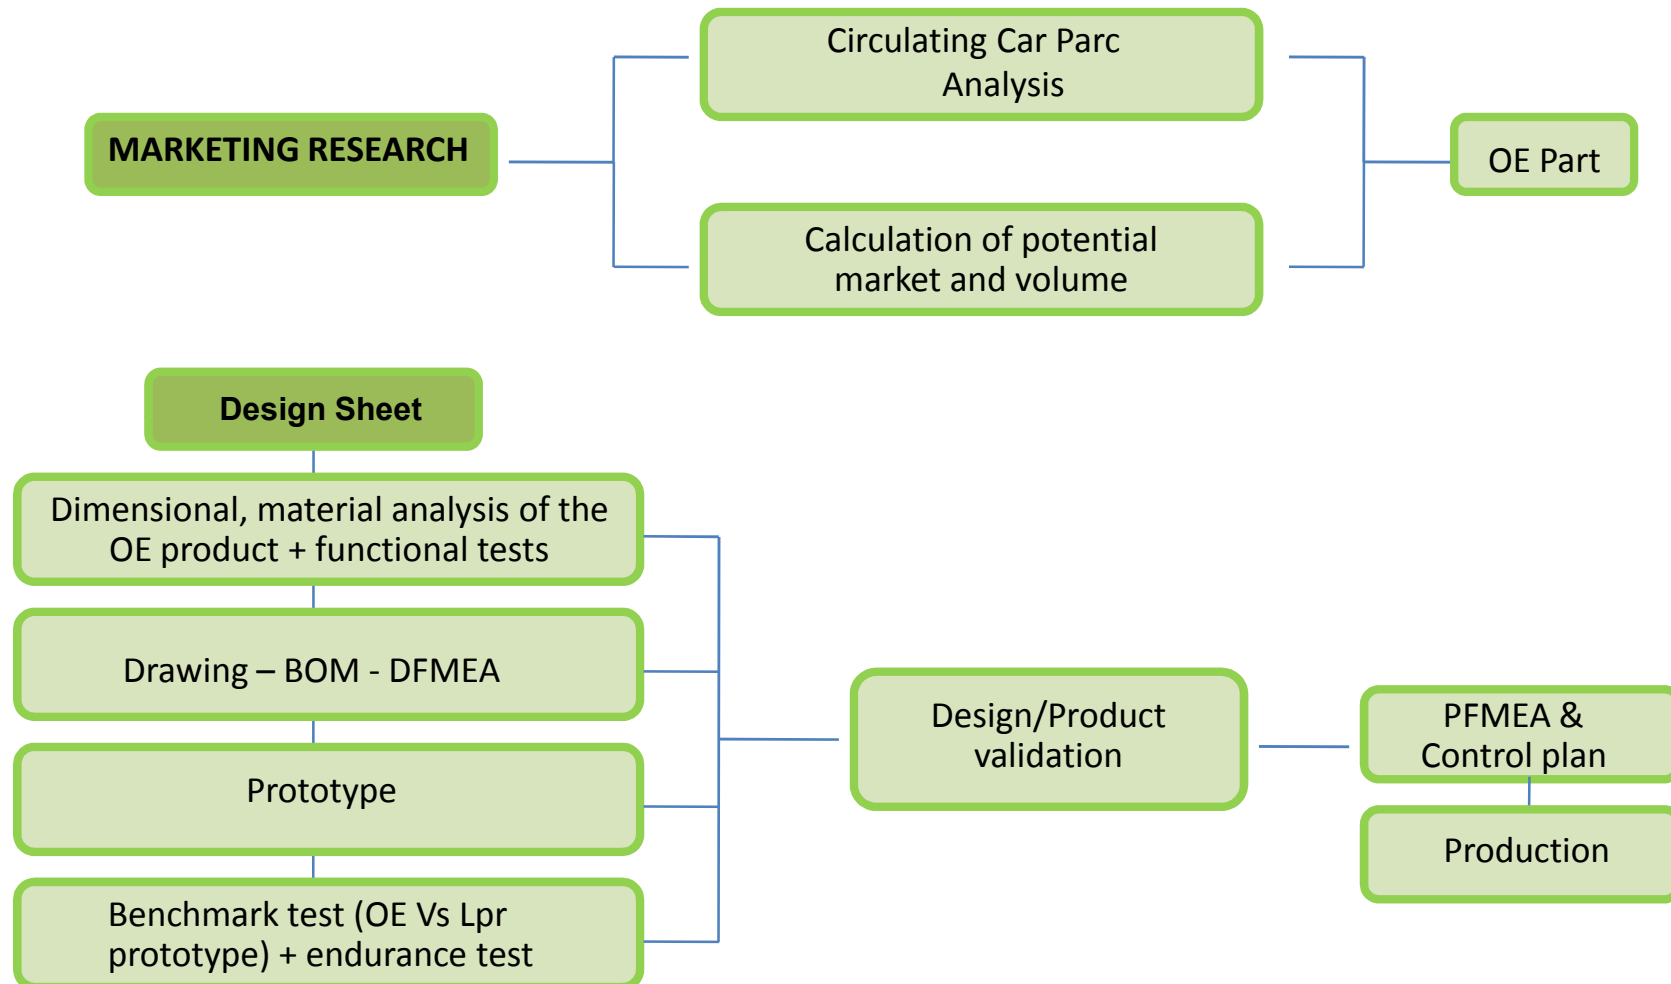 Circulating Car Parc
Analysis
MARKETING RESEARCH
OE Part
Calculation of potential
market and volume
Design Sheet
Dimensional, material analysis of the
OE product + functional tests
Drawing – BOM - DFMEA
Prototype
Benchmark test (OE Vs Lpr
prototype) + endurance test
Design/Product
validation
PFMEA &
Control plan
Production